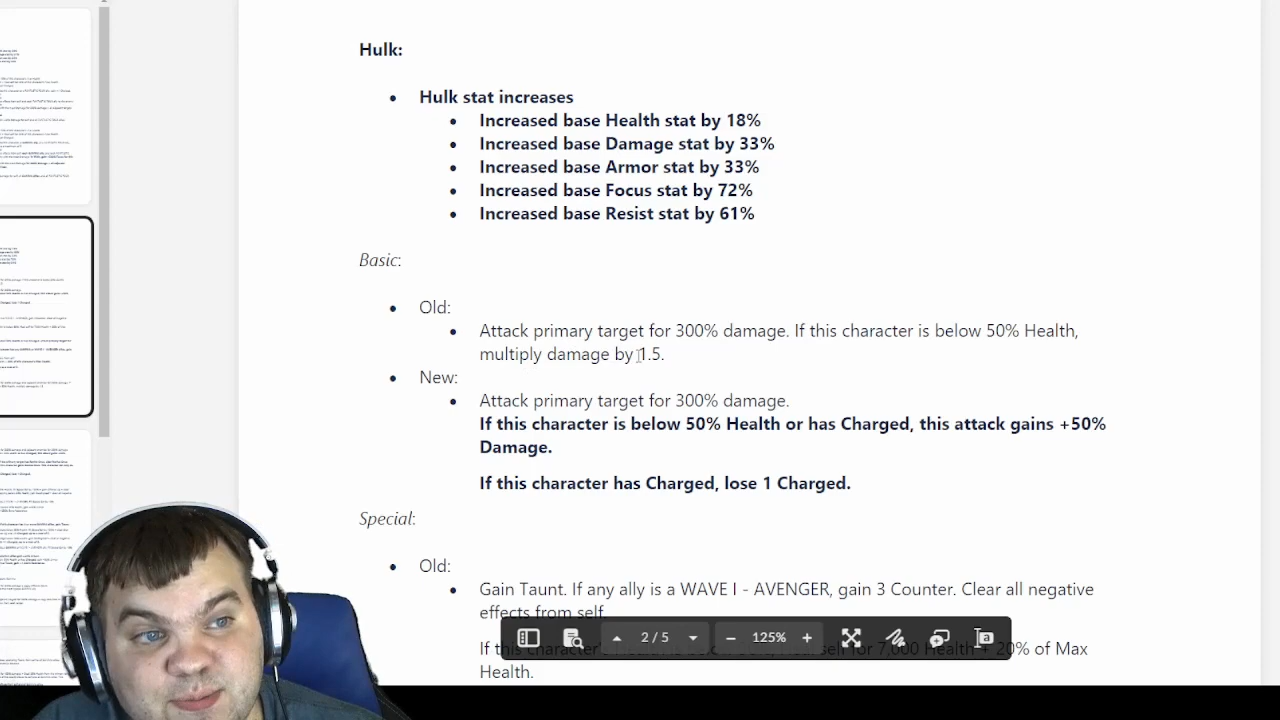 Hulk:
Hulk stat increases
Increased base Health stat by 18%
Increased base Damage stat by 33%
Increased base Armor stat by 33%
Increased base Focus stat by 72%
Increased base Resist stat by 61%
Basic:
Old:
Attack primary target for 300% damage. If this character is below 50% Health,
multiply damage by 1.5.
New:
Attack primary target for 300% damage.
If this character is below 50% Health or has Charged, this attack gains +50%
Damage.
If this character has Charged, lose 1 Charged.
Special:
Old:
Gain Taunt. If any ally is a WAVE I - AVENGER, gain 3 Counter. Clear all negative
effects from self.
If this character's 7,000 Health + 20% of Max
Health.
2 / 5
125%